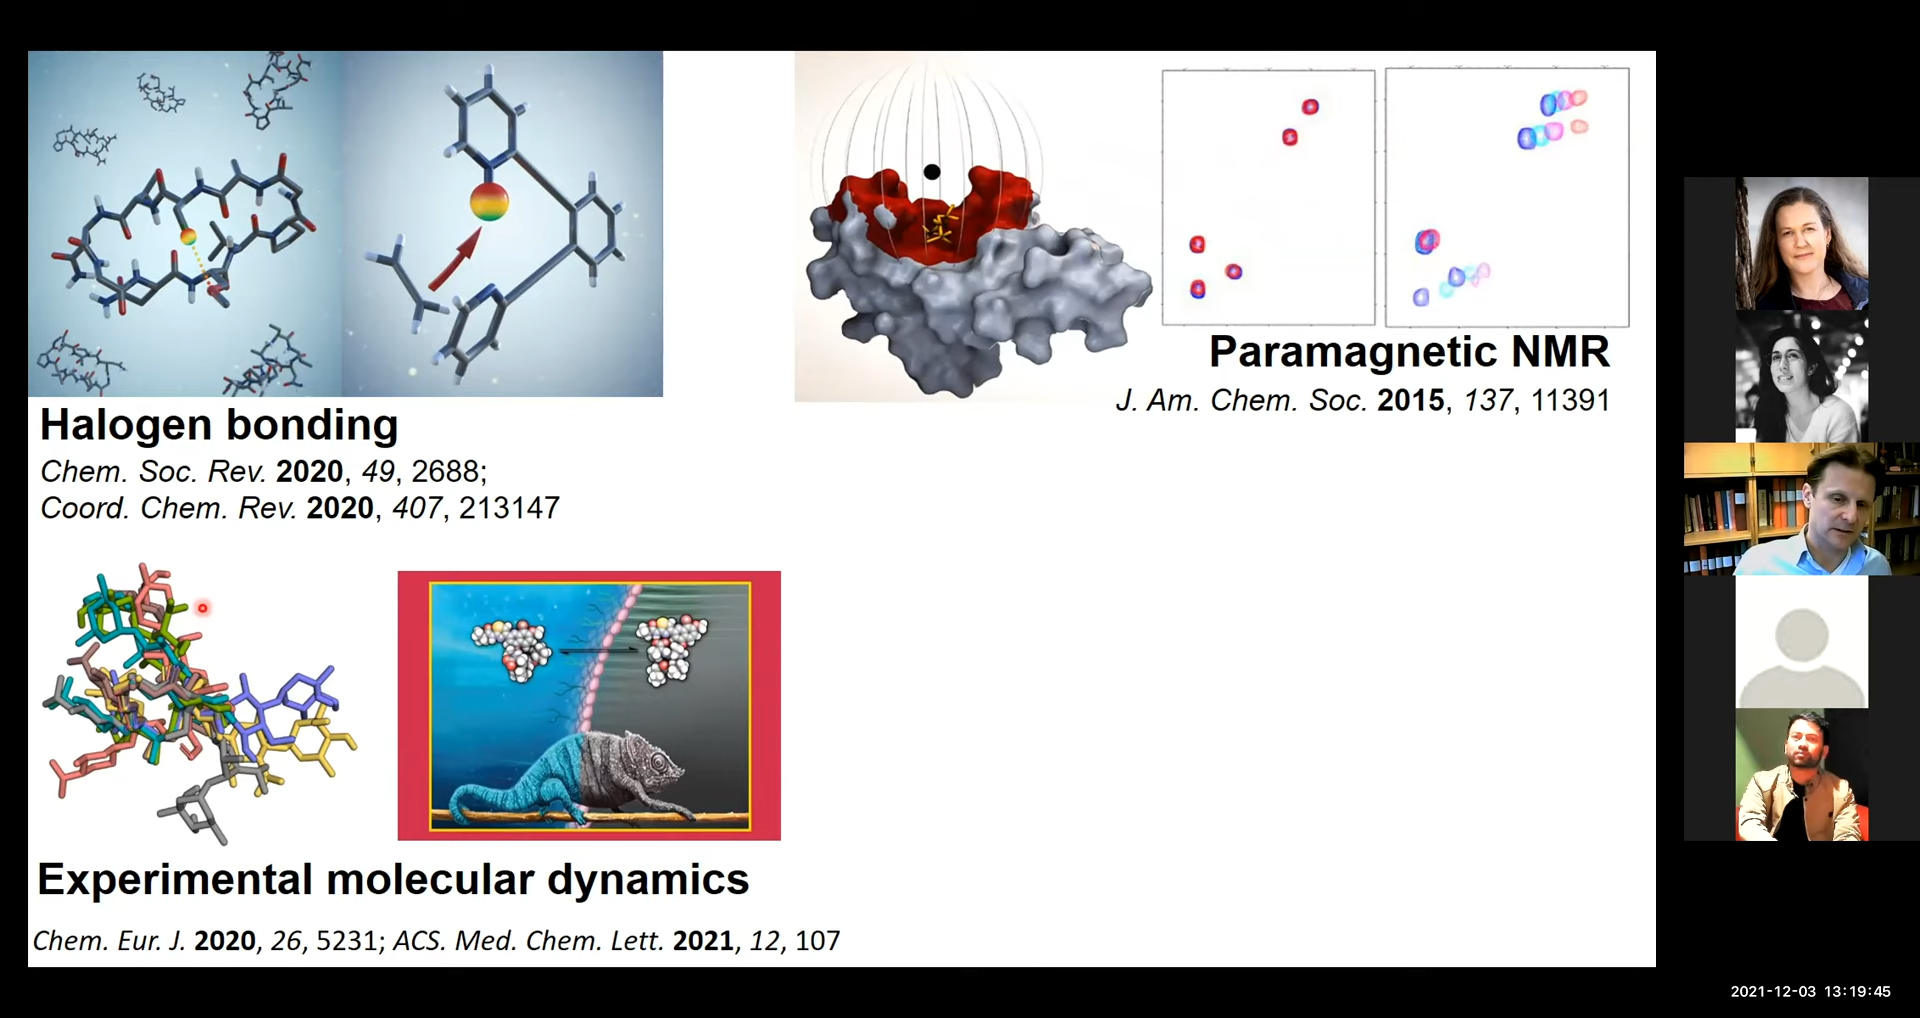 Paramagnetic NMR
J. Am. Chem. Soc. 2015, 137, 11391
Halogen bonding
Chem. Soc. Rev. 2020, 49, 2688;
Coord. Chem. Rev. 2020, 407, 213147
Experimental molecular dynamics
Chem. Eur. J. 2020, 26, 5231; ACS. Med. Chem. Lett. 2021, 12, 107
2021-12-03 13:19:45